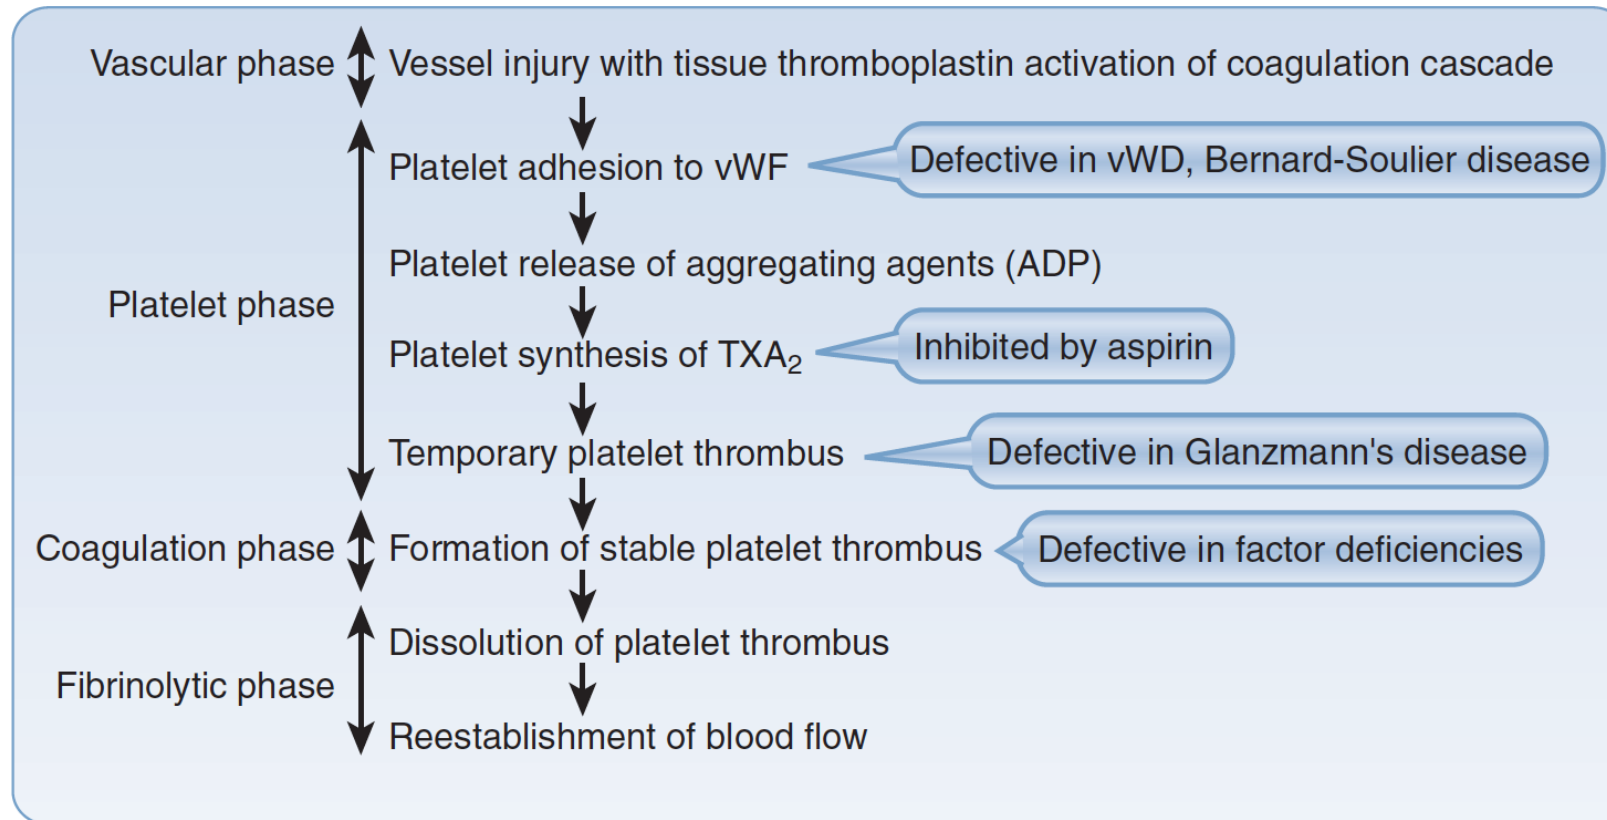 Vascular phase
Vessel injury with tissue thromboplastin activation of coagulation cascade
Platelet adhesion to vWF
Defective in vWD, Bernard-Soulier disease
Platelet release of aggregating agents (ADP)
Platelet phase
Platelet synthesis of TXA₂
Inhibited by aspirin
Temporary platelet thrombus
Defective in Glanzmann's disease
Coagulation phase
Formation of stable platelet thrombus
Defective in factor deficiencies
Dissolution of platelet thrombus
Fibrinolytic phase
Reestablishment of blood flow